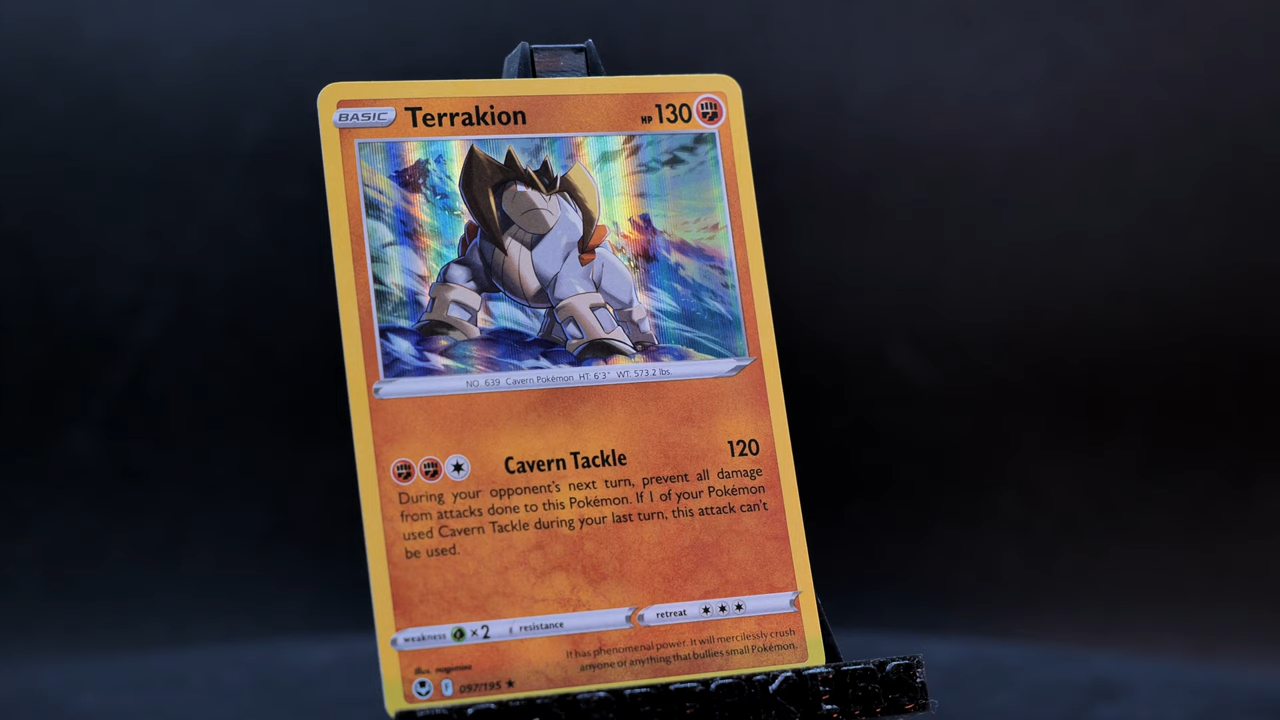 BASIC Terrakion HP 130
NO. 639 Cavern Pokémon HT: 6'3" WT: 573.2 lbs.
Cavern Tackle 120
During your opponent's next turn, prevent all damage
from attacks done to this Pokémon. If 1 of your Pokémon
used Cavern Tackle during your last turn, this attack can't
be used.
weakness ×2 resistance retreat
It has phenomenal power. It will mercilessly crush
anyone or anything that bullies small Pokémon.
Illus. nagimiso
F 097/195 ★